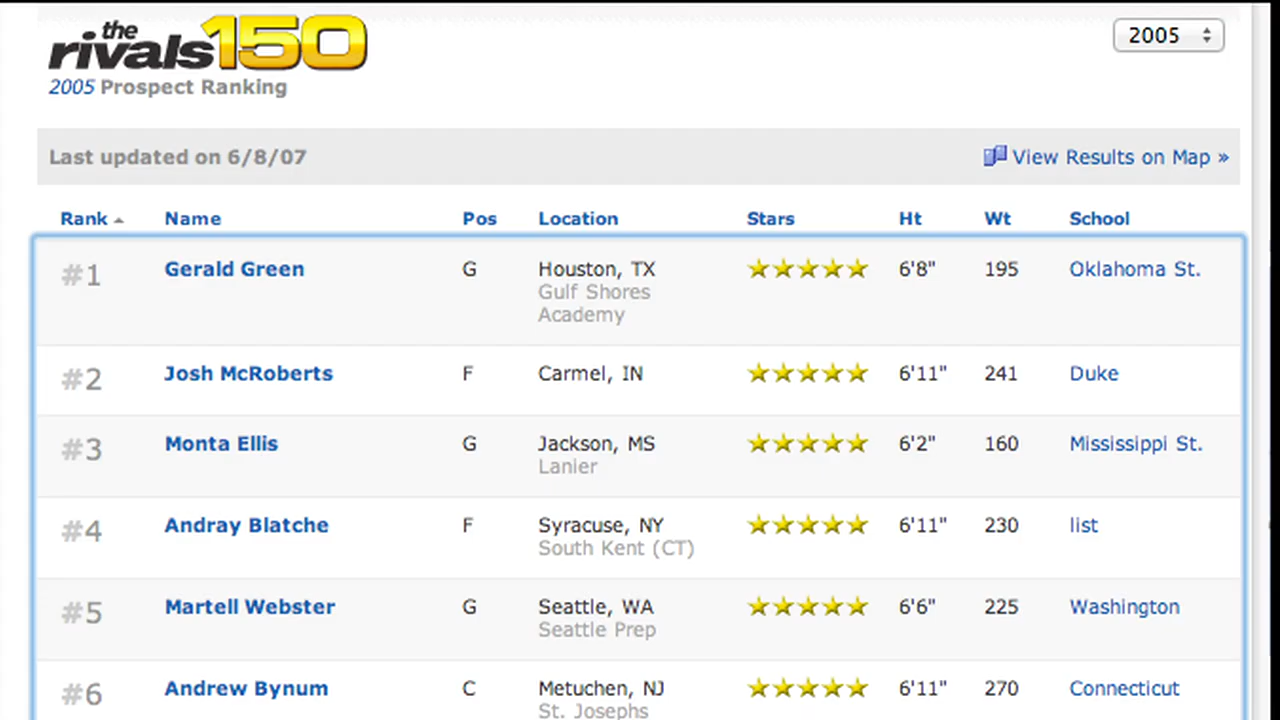 the
rivals150
2005
2005 Prospect Ranking
Last updated on 6/8/07
View Results on Map »
Rank Name Pos Location Stars Ht Wt School
#1 Gerald Green G Houston, TX 6'8" 195 Oklahoma St.
Gulf Shores
Academy
#2 Josh McRoberts F Carmel, IN 6'11" 241 Duke
#3 Monta Ellis G Jackson, MS 6'2" 160 Mississippi St.
Lanier
#4 Andray Blatche F Syracuse, NY 6'11" 230 list
South Kent (CT)
#5 Martell Webster G Seattle, WA 6'6" 225 Washington
Seattle Prep
#6 Andrew Bynum C Metuchen, NJ 6'11" 270 Connecticut
St. Josephs